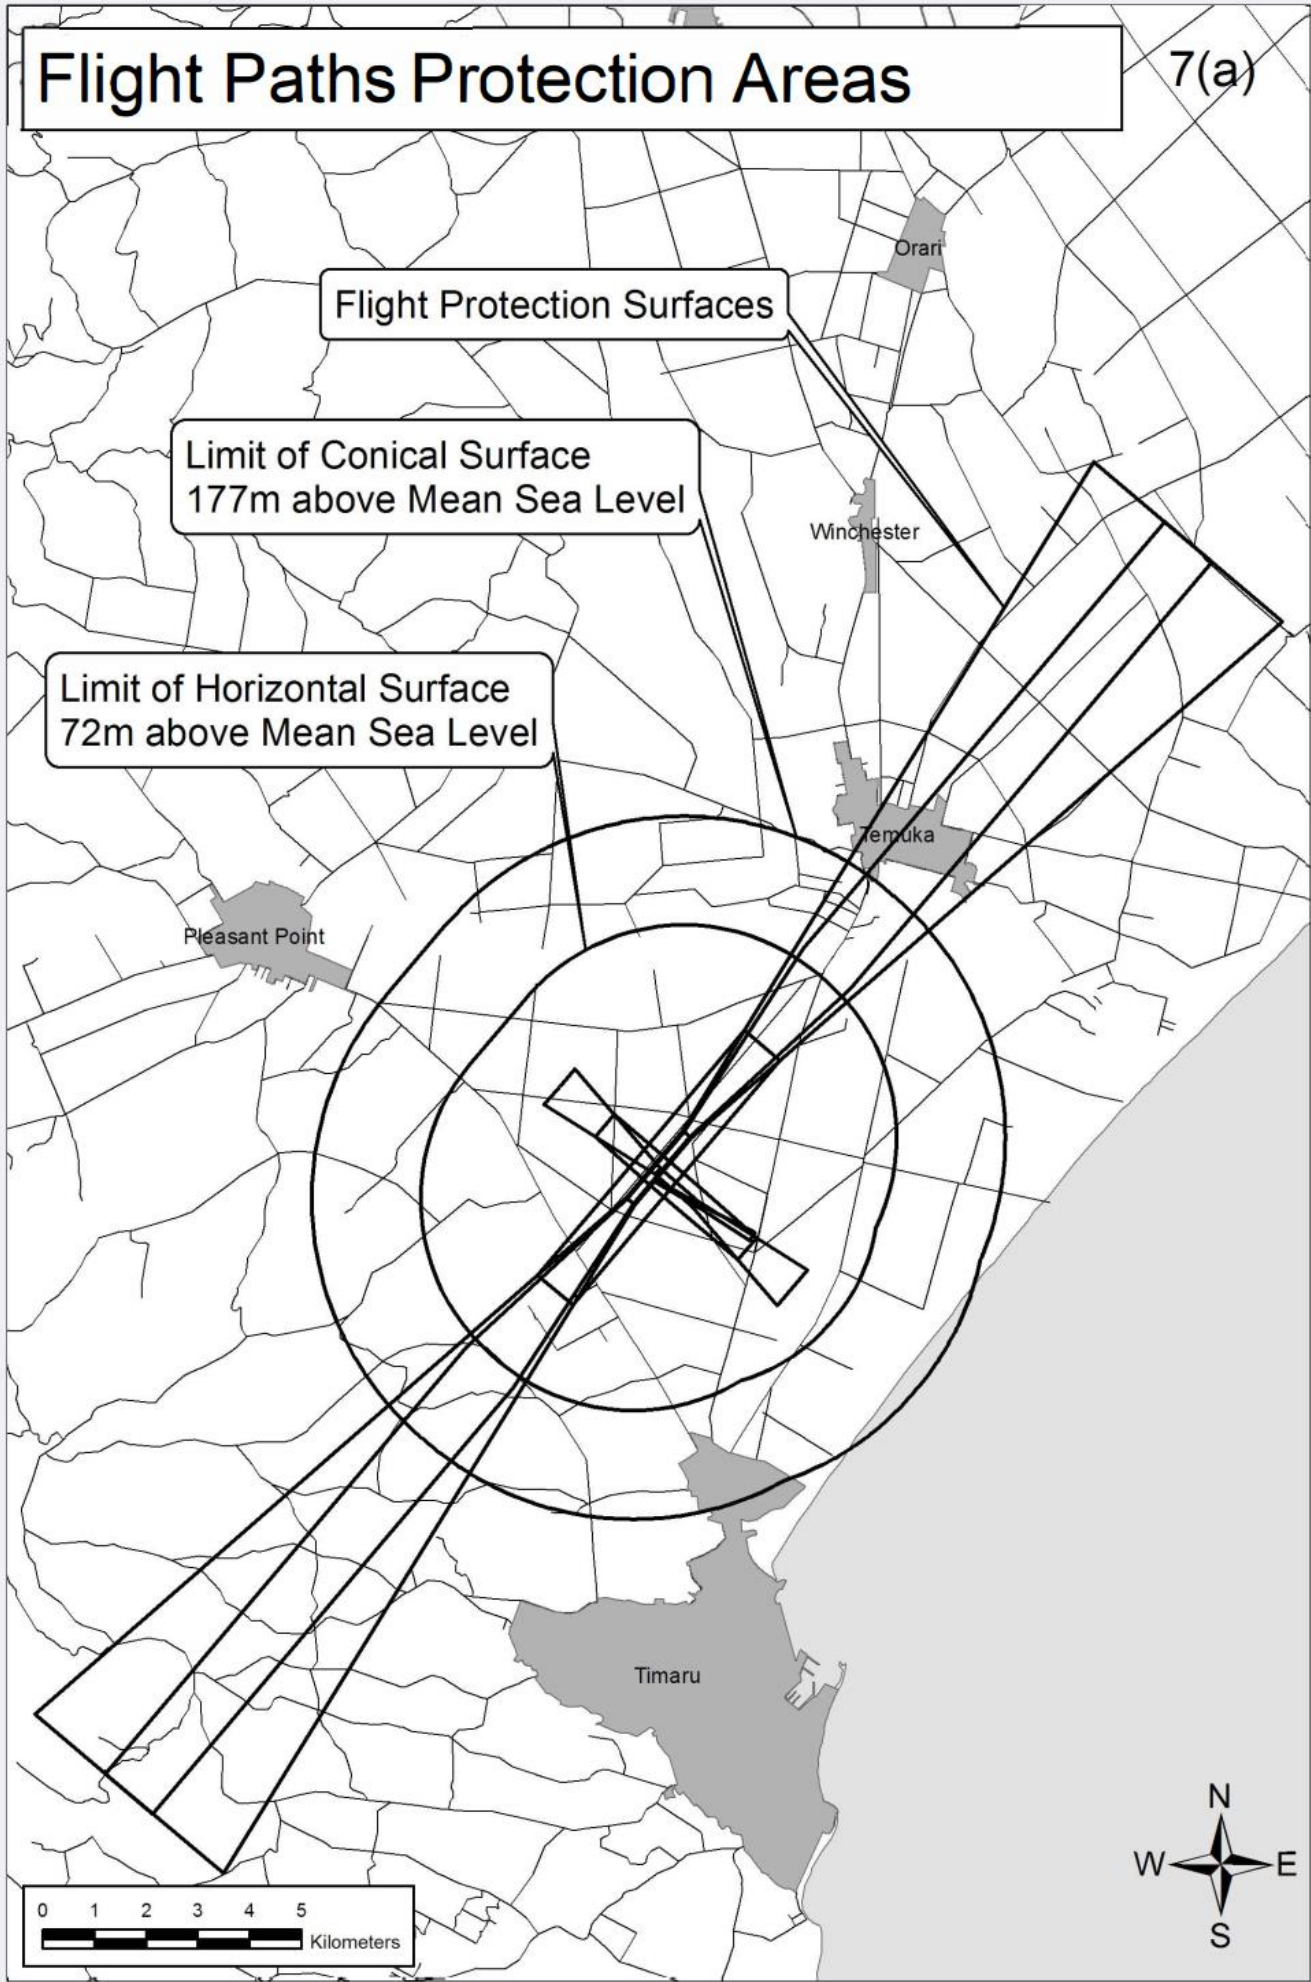 Flight Paths Protection Areas
7(a)
Orari
Flight Protection Surfaces
Limit of Conical Surface
177m above Mean Sea Level
Winchester
Limit of Horizontal Surface
72m above Mean Sea Level
Temuka
Pleasant Point
Timaru
N
W E
S
0 1 2 3 4 5
Kilometers